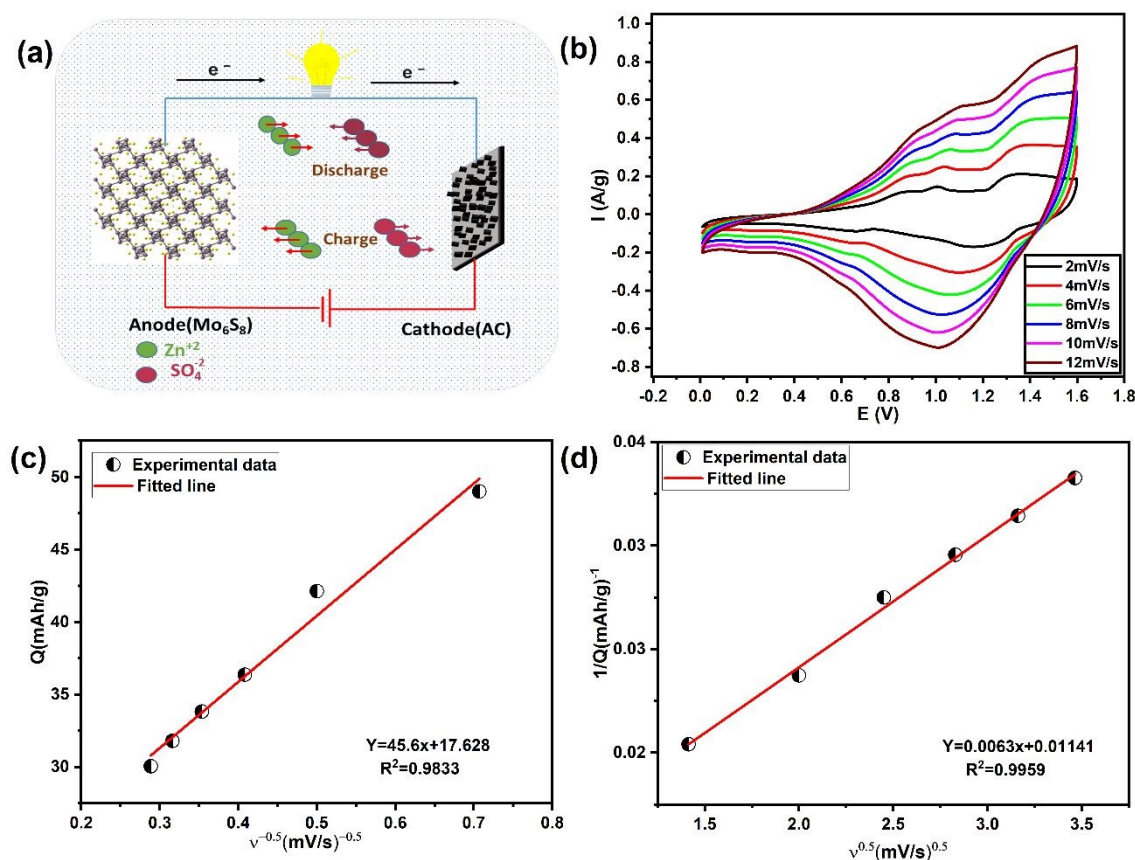 (a)
e⁻
e⁻
Discharge
Charge
Anode(Mo₆S₈)
Cathode(AC)
Zn⁺²
SO₄⁻²
(b)
I (A/g)
1.0
0.8
0.6
0.4
0.2
0.0
-0.2
-0.4
-0.6
-0.8
2mV/s
4mV/s
6mV/s
8mV/s
10mV/s
12mV/s
-0.2 0.0 0.2 0.4 0.6 0.8 1.0 1.2 1.4 1.6 1.8
E (V)
(c)
Experimental data
Fitted line
Q(mAh/g)
50
45
40
35
30
Y=45.6x+17.628
R²=0.9833
0.2 0.3 0.4 0.5 0.6 0.7 0.8
ν⁻⁰·⁵(mV/s)⁻⁰·⁵
(d)
Experimental data
Fitted line
1/Q(mAh/g)⁻¹
0.04
0.03
0.03
0.02
Y=0.0063x+0.01141
R²=0.9959
2.0 2.5 3.0 3.5
ν⁰·⁵(mV/s)⁰·⁵